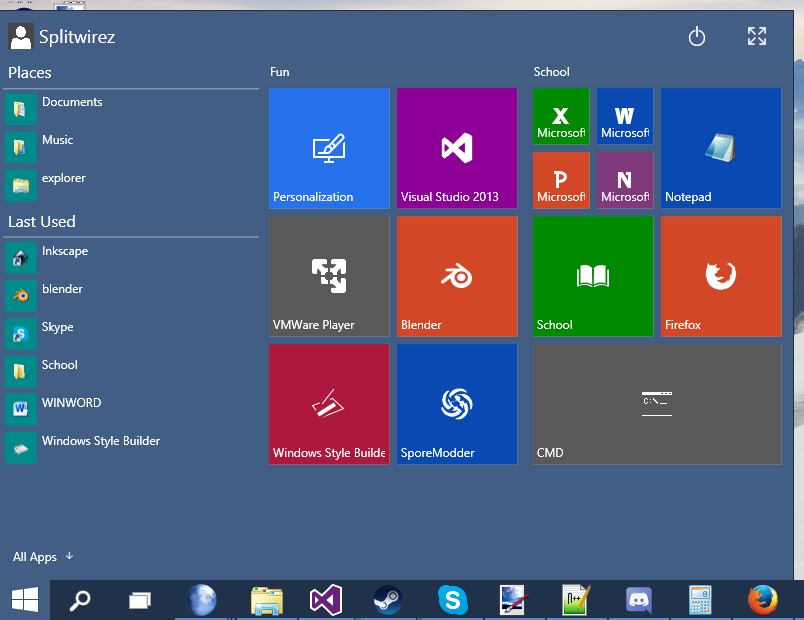 Splitwirez
Places
Documents
Music
explorer
Last Used
Inkscape
blender
Skype
School
WINWORD
Windows Style Builder
All Apps
Fun
Personalization
Visual Studio 2013
VMWare Player
Blender
Windows Style Builde
SporeModder
School
X
Microsoft
W
Microsoft
P
Microsoft
N
Microsoft
Notepad
School
Firefox
C:\_
CMD